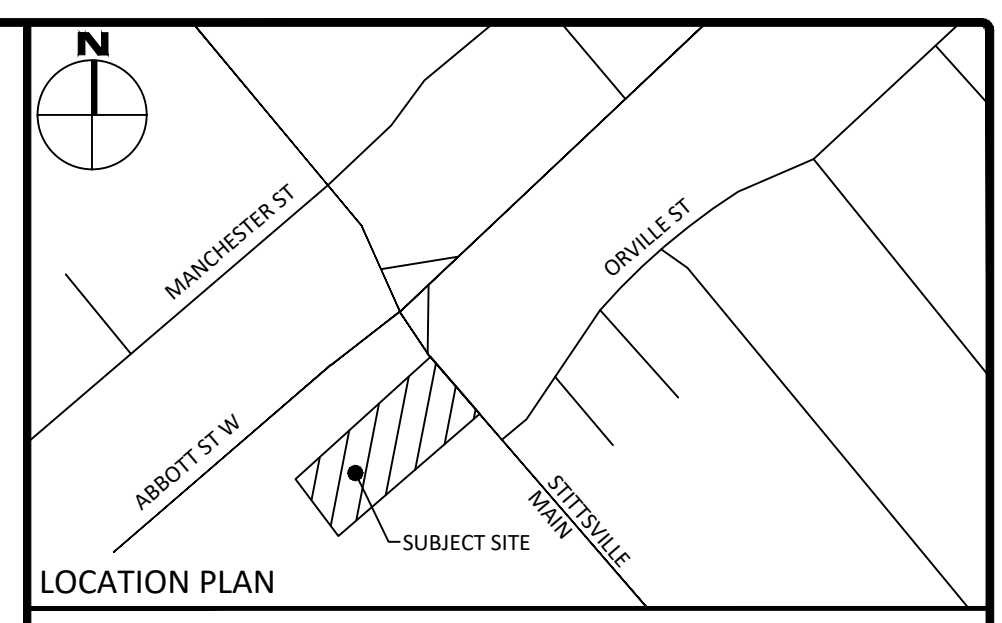 N
MANCHESTER ST
ORVILLE ST
ABBOTT ST W
STITTSVILLE
MAIN
SUBJECT SITE
LOCATION PLAN